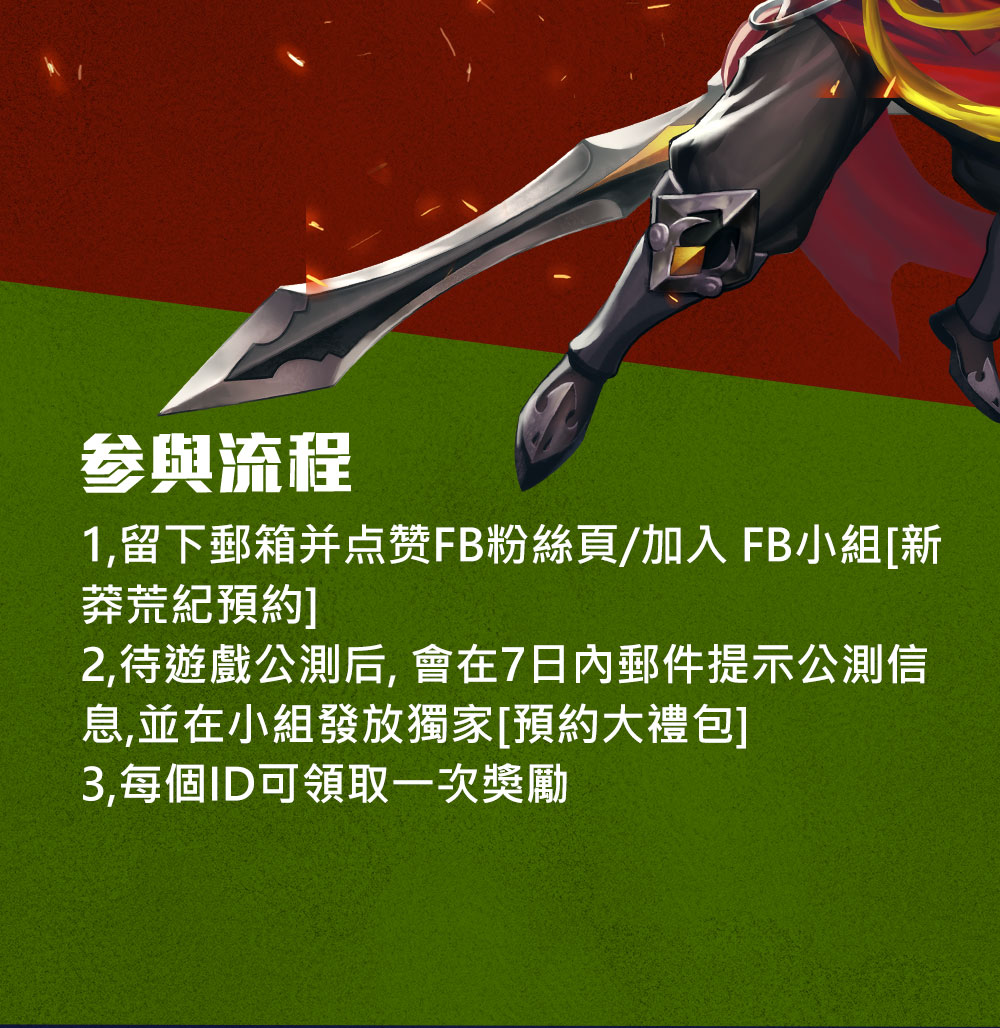 参與流程
1,留下郵箱并点赞FB粉絲頁/加入 FB小組[新
莽荒紀預約]
2,待遊戲公測后, 會在7日內郵件提示公測信
息,並在小組發放獨家[預約大禮包]
3,每個ID可領取一次獎勵